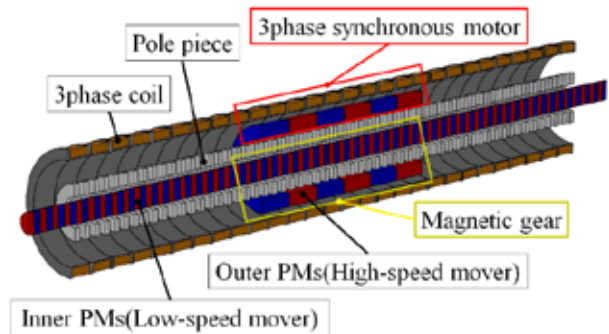 3phase synchronous motor
Pole piece
3phase coil
Magnetic gear
Outer PMs(High-speed mover)
Inner PMs(Low-speed mover)